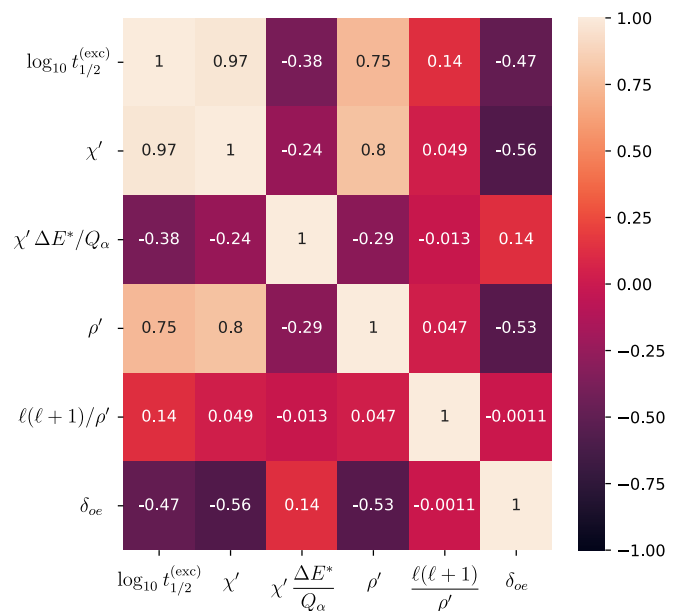 log₁₀ t₁/₂^(exc) 1 0.97 -0.38 0.75 0.14 -0.47
χ′ 0.97 1 -0.24 0.8 0.049 -0.56
χ′ ΔE*/Qα -0.38 -0.24 1 -0.29 -0.013 0.14
ρ′ 0.75 0.8 -0.29 1 0.047 -0.53
ℓ(ℓ+1)/ρ′ 0.14 0.049 -0.013 0.047 1 -0.0011
δoe -0.47 -0.56 0.14 -0.53 -0.0011 1
log₁₀ t₁/₂^(exc) χ′ χ′ ΔE*/Qα ρ′ ℓ(ℓ+1)/ρ′ δoe
1.00
0.75
0.50
0.25
0.00
−0.25
−0.50
−0.75
−1.00